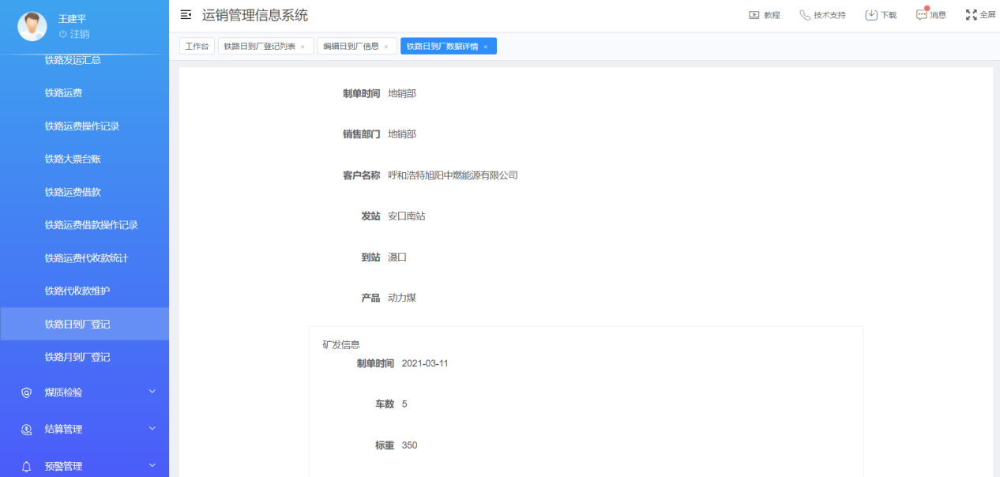 王建平
注销
铁路发运汇总
铁路运费
铁路运费操作记录
铁路大票台账
铁路运费借款
铁路运费借款操作记录
铁路运费代收款统计
铁路代收款维护
铁路日到厂登记
铁路月到厂登记
煤质检验
结算管理
预警管理
运销管理信息系统
教程
技术支持
下载
消息
全屏
工作台
铁路日到厂登记列表 ×
编辑日到厂信息 ×
铁路日到厂数据详情 ×
制单时间 地销部
销售部门 地销部
客户名称 呼和浩特旭阳中燃能源有限公司
发站 安口南站
到站 滠口
产品 动力煤
矿发信息
制单时间 2021-03-11
车数 5
标重 350